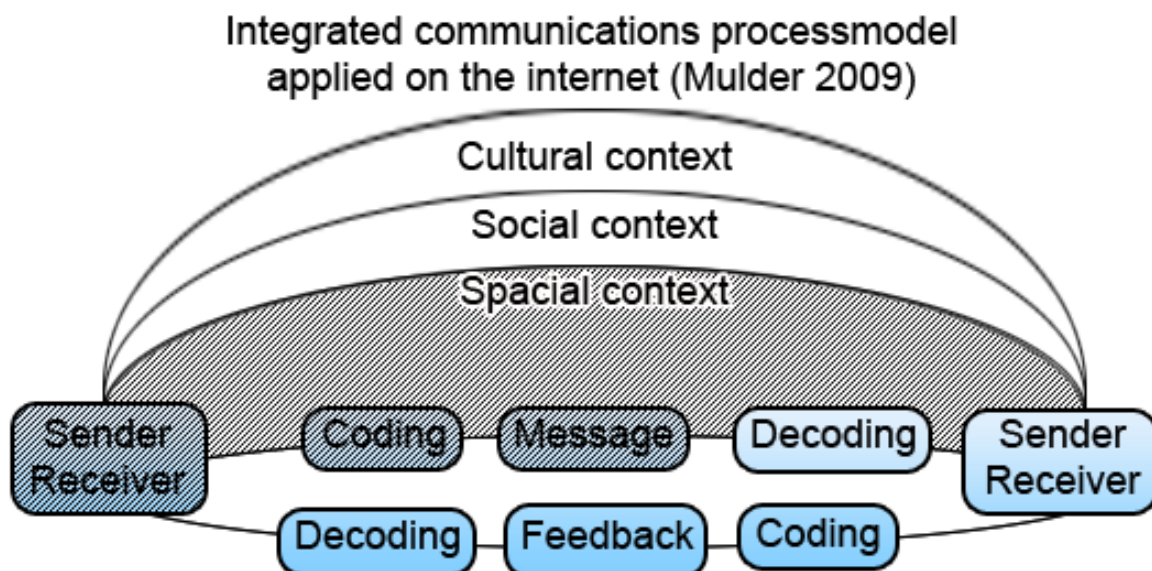 Integrated communications processmodel
applied on the internet (Mulder 2009)
Cultural context
Social context
Spacial context
Sender
Receiver
Coding
Message
Decoding
Sender
Receiver
Decoding
Feedback
Coding